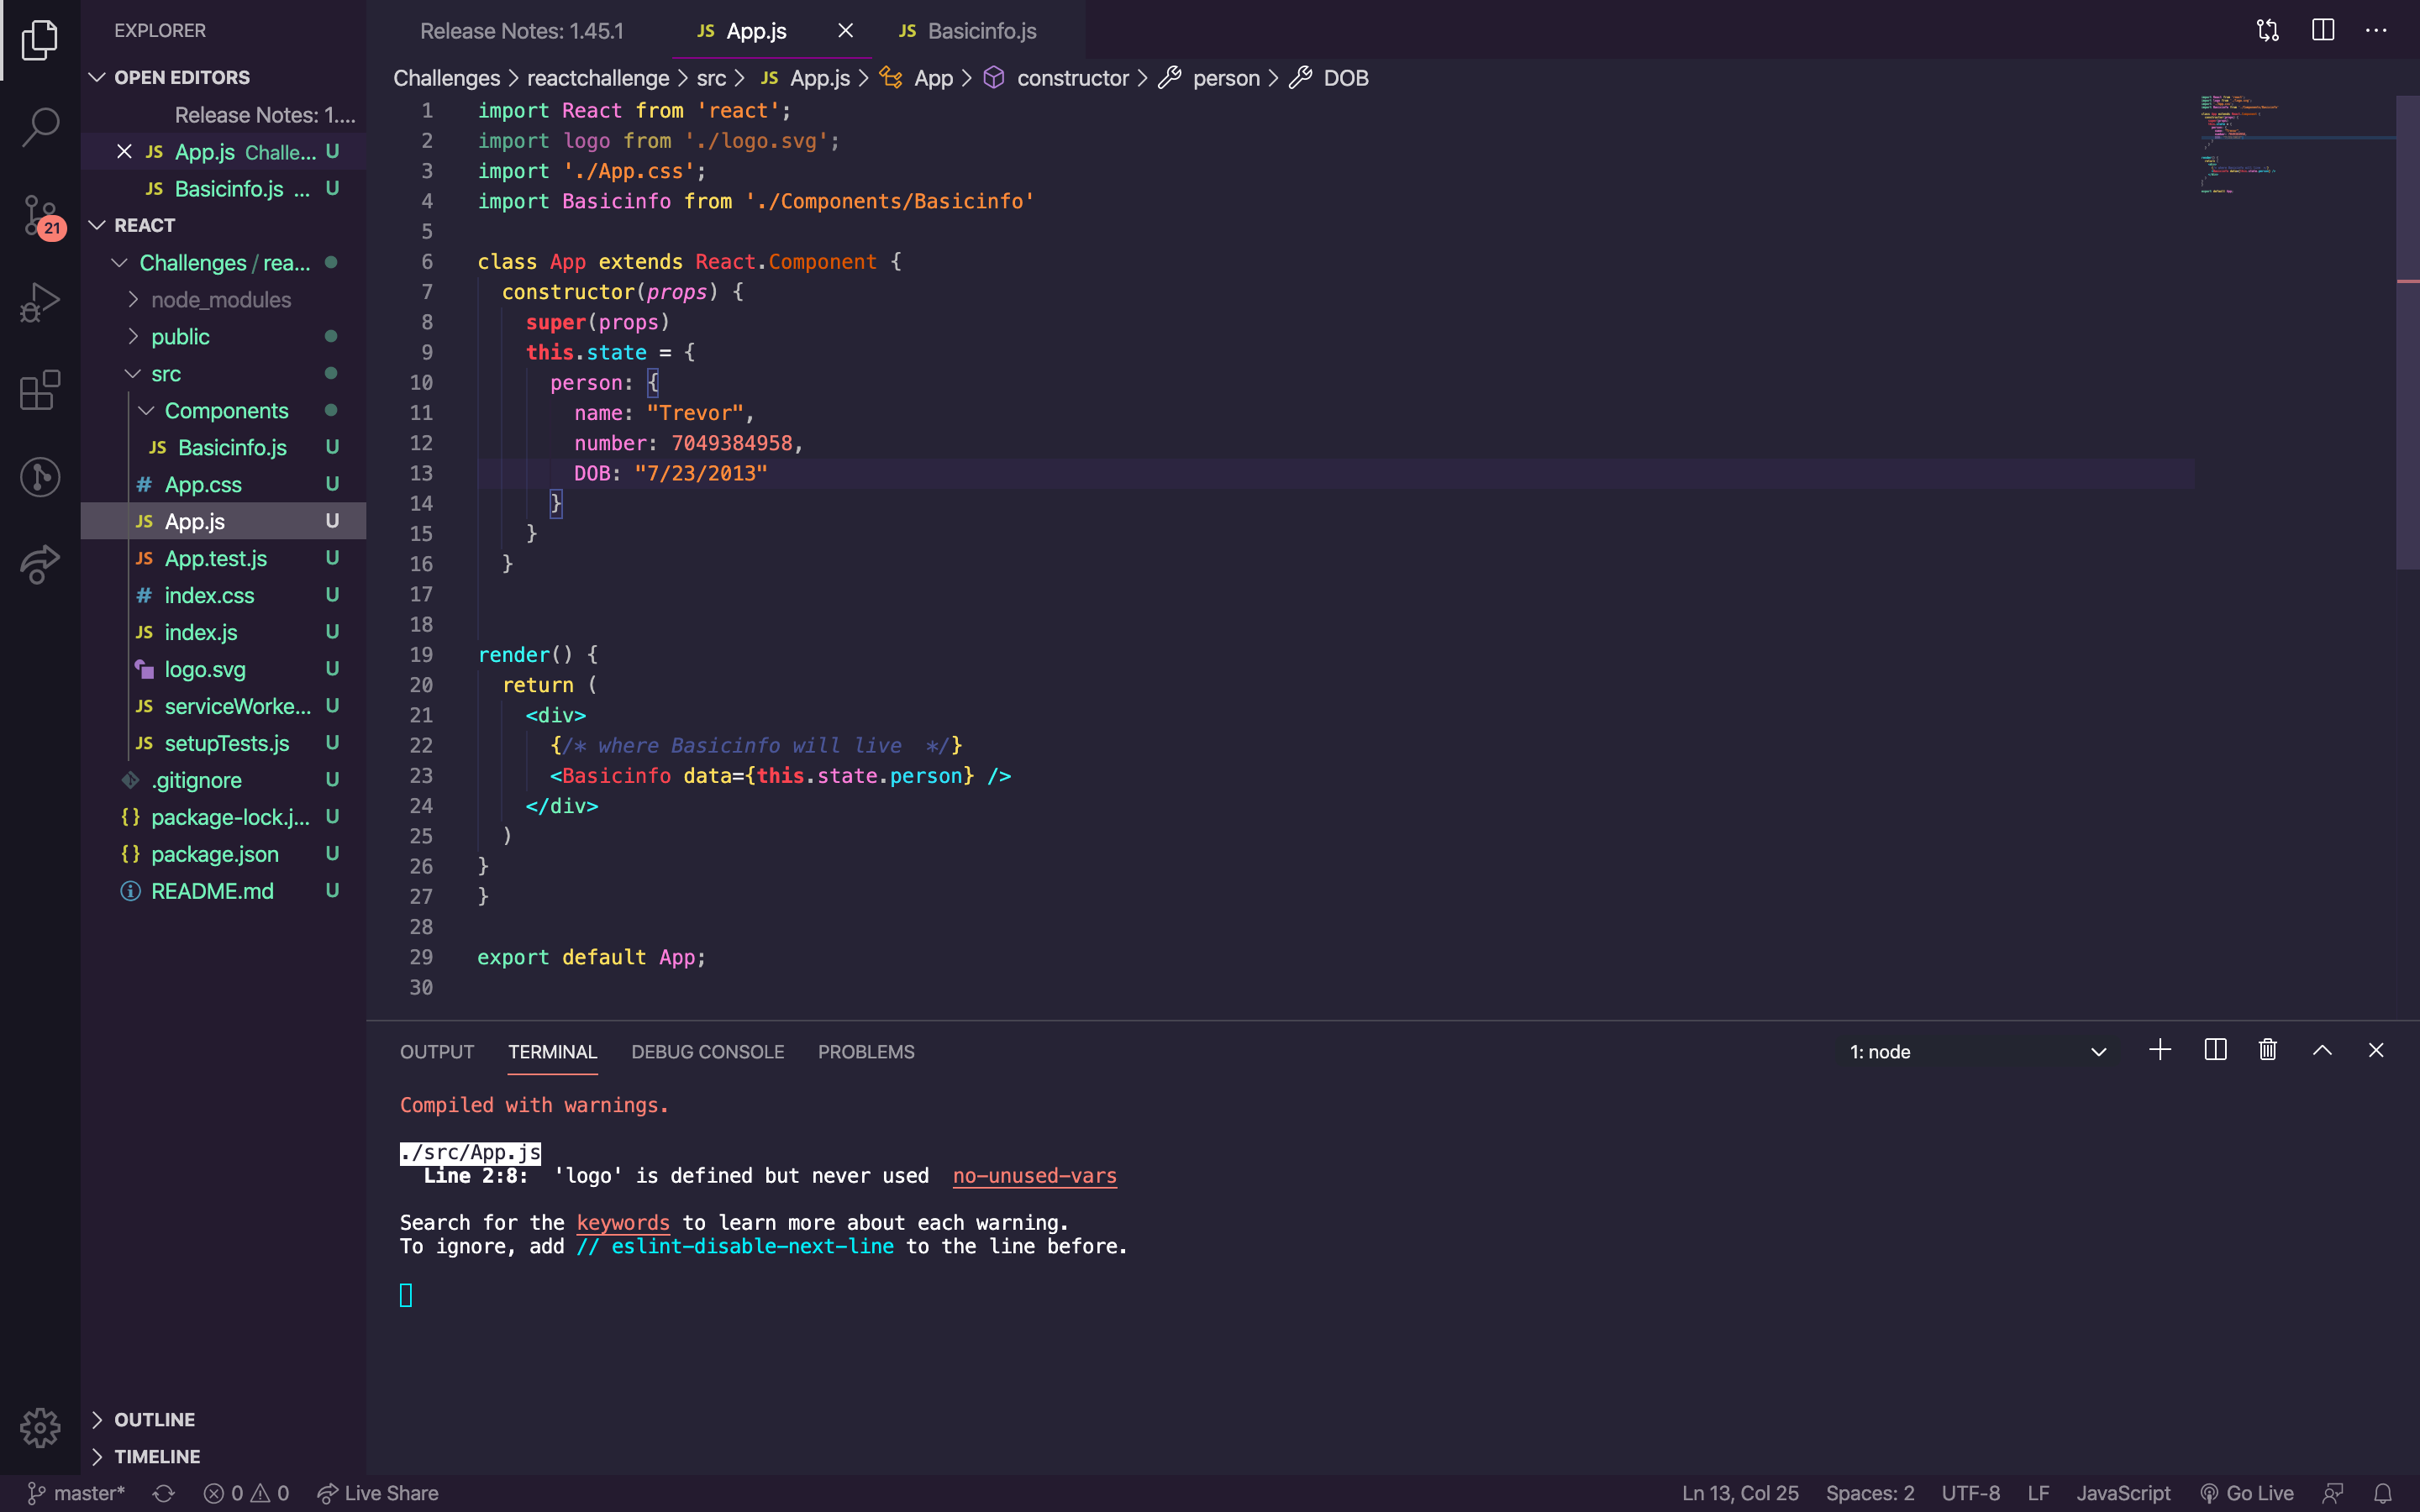 EXPLORER
OPEN EDITORS
Release Notes: 1....
JS App.js Challe... U
JS Basicinfo.js ... U
REACT
Challenges / rea...
node_modules
public
src
Components
JS Basicinfo.js U
# App.css U
JS App.js U
JS App.test.js U
# index.css U
JS index.js U
logo.svg U
JS serviceWorke... U
JS setupTests.js U
.gitignore U
{} package-lock.j... U
{} package.json U
README.md U
OUTLINE
TIMELINE
21
Release Notes: 1.45.1
JS App.js
JS Basicinfo.js
Challenges > reactchallenge > src > JS App.js > App > constructor > person > DOB
1 import React from 'react';
2 import logo from './logo.svg';
3 import './App.css';
4 import Basicinfo from './Components/Basicinfo'
5
6 class App extends React.Component {
7 constructor(props) {
8 super(props)
9 this.state = {
10 person: {
11 name: "Trevor",
12 number: 7049384958,
13 DOB: "7/23/2013"
14 }
15 }
16 }
17
18
19 render() {
20 return (
21 <div>
22 {/* where Basicinfo will live  */}
23 <Basicinfo data={this.state.person} />
24 </div>
25 )
26 }
27 }
28
29 export default App;
30
OUTPUT TERMINAL DEBUG CONSOLE PROBLEMS
1: node
Compiled with warnings.
./src/App.js
Line 2:8: 'logo' is defined but never used no-unused-vars
Search for the keywords to learn more about each warning.
To ignore, add // eslint-disable-next-line to the line before.
master* 0 0 Live Share
Ln 13, Col 25 Spaces: 2 UTF-8 LF JavaScript Go Live